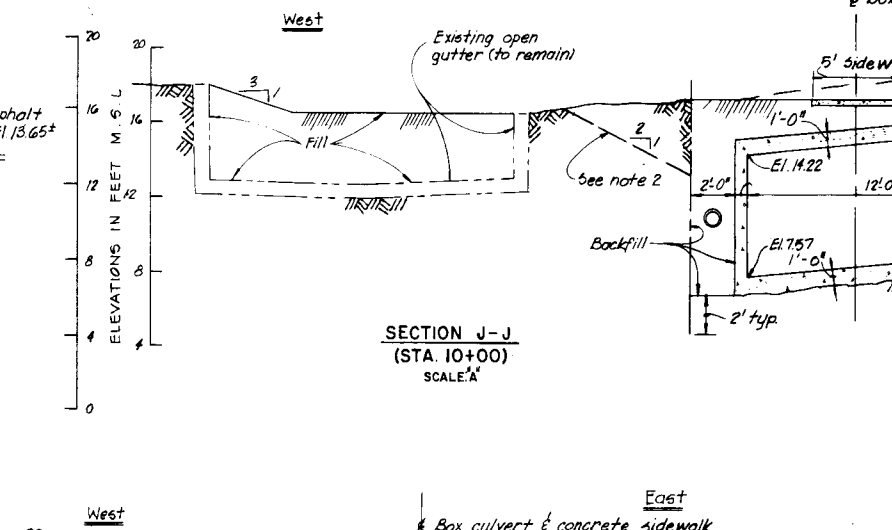 West
Existing open
gutter (to remain)
5' sidew
phalt
El 13.65±
20
16
12
8
4
0
ELEVATIONS IN FEET M.S.L
20
16
12
8
4
3
1
Fill
2
1
See note 2
1'-0"
El. 14.22
2'-0"
12'-0
Backfill
El. 7.57
1'-0"
2' typ.
SECTION J-J
(STA. 10+00)
SCALE: "A"
West
East
℄ Box culvert & concrete sidewalk